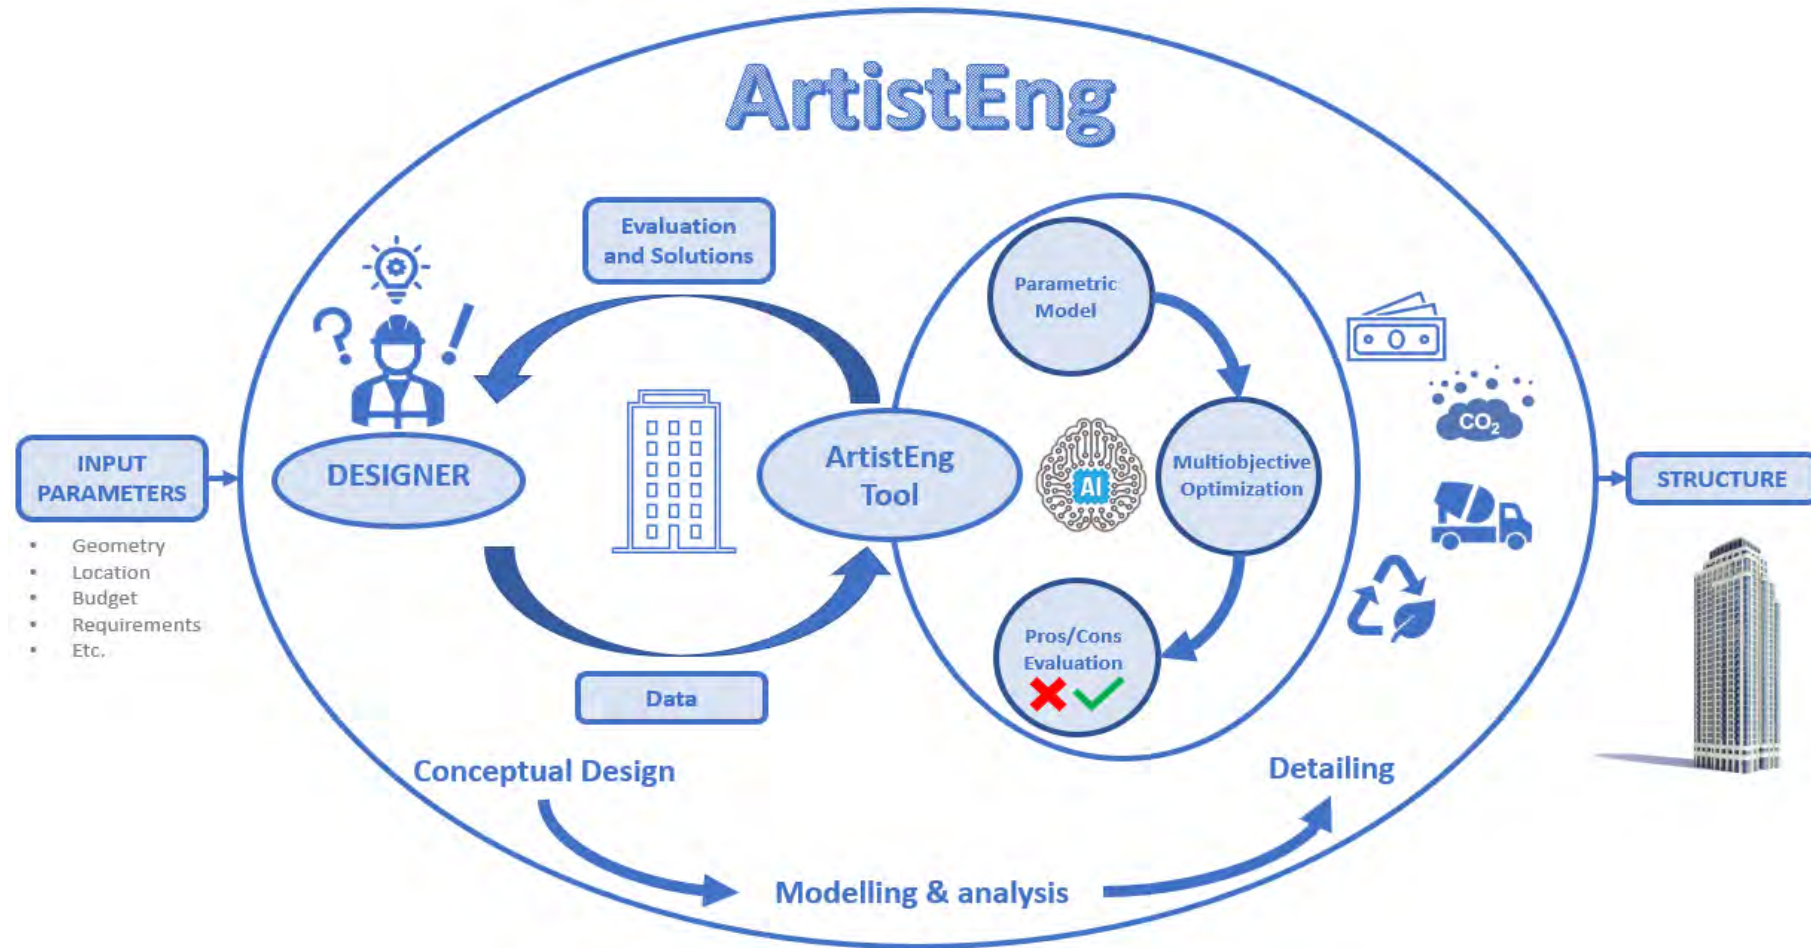 ArtistEng
Evaluation
and Solutions
Parametric
Model
CO2
INPUT
PARAMETERS
DESIGNER
ArtistEng
Tool
AI
Multiobjective
Optimization
STRUCTURE
▪ Geometry
▪ Location
▪ Budget
▪ Requirements
▪ Etc.
Pros/Cons
Evaluation
Data
Conceptual Design
Detailing
Modelling & analysis